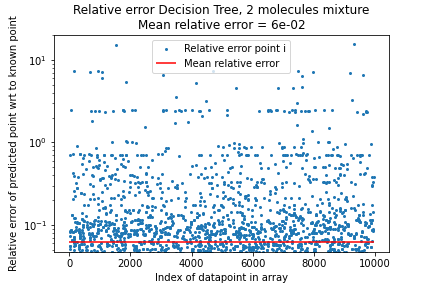 Relative error Decision Tree, 2 molecules mixture
Mean relative error = 6e-02
Relative error of predicted point wrt to known point
10¹
10⁰
10⁻¹
Relative error point i
Mean relative error
0
2000
4000
6000
8000
10000
Index of datapoint in array